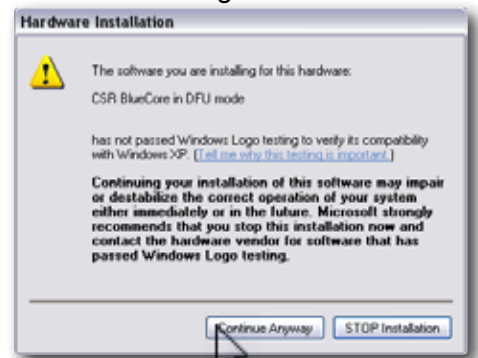 Hardware Installation
The software you are installing for this hardware:
CSR BlueCore in DFU mode
has not passed Windows Logo testing to verify its compatibility
with Windows XP. (Tell me why this testing is important.)
Continuing your installation of this software may impair
or destabilize the correct operation of your system
either immediately or in the future. Microsoft strongly
recommends that you stop this installation now and
contact the hardware vendor for software that has
passed Windows Logo testing.
Continue Anyway STOP Installation